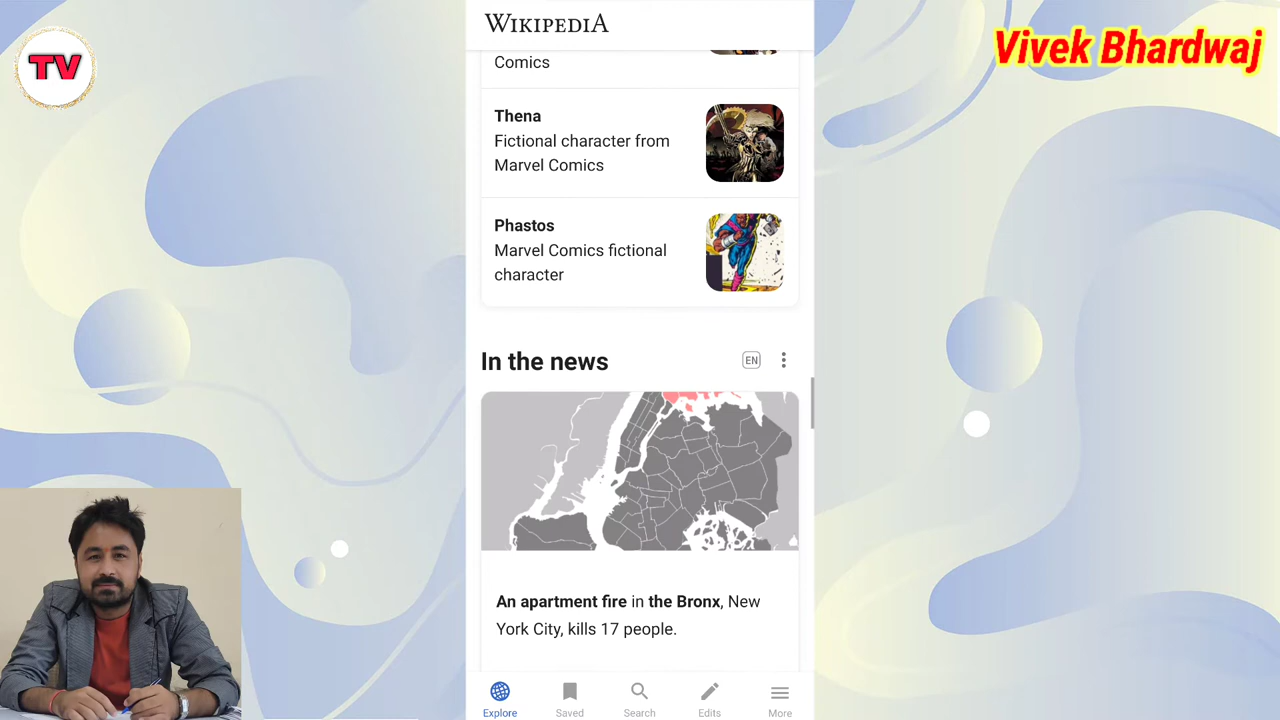 TV
Vivek Bhardwaj
WIKIPEDIA
Comics
Thena
Fictional character from
Marvel Comics
Phastos
Marvel Comics fictional
character
In the news
EN
An apartment fire in the Bronx, New
York City, kills 17 people.
Explore
Saved
Search
Edits
More